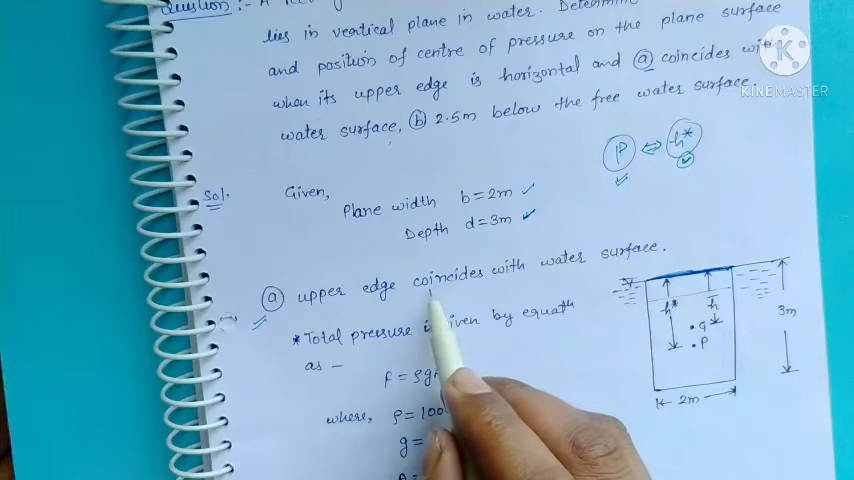 Question :- A
lies in vertical plane in water. Determine
and position of centre of pressure on the plane surface
when its upper edge is horizontal and (a) coincides with
water surface, (b) 2.5m below the free water surface.
P ⇔ h*
Sol.
Given,
Plane width b = 2m
Depth d = 3m
(a) upper edge coincides with water surface.
* Total pressure is given by equatn
as –
F = ρg
where, ρ = 100
g =
A =
h*
h̄
G
P
3m
2m
K
KINEMASTER